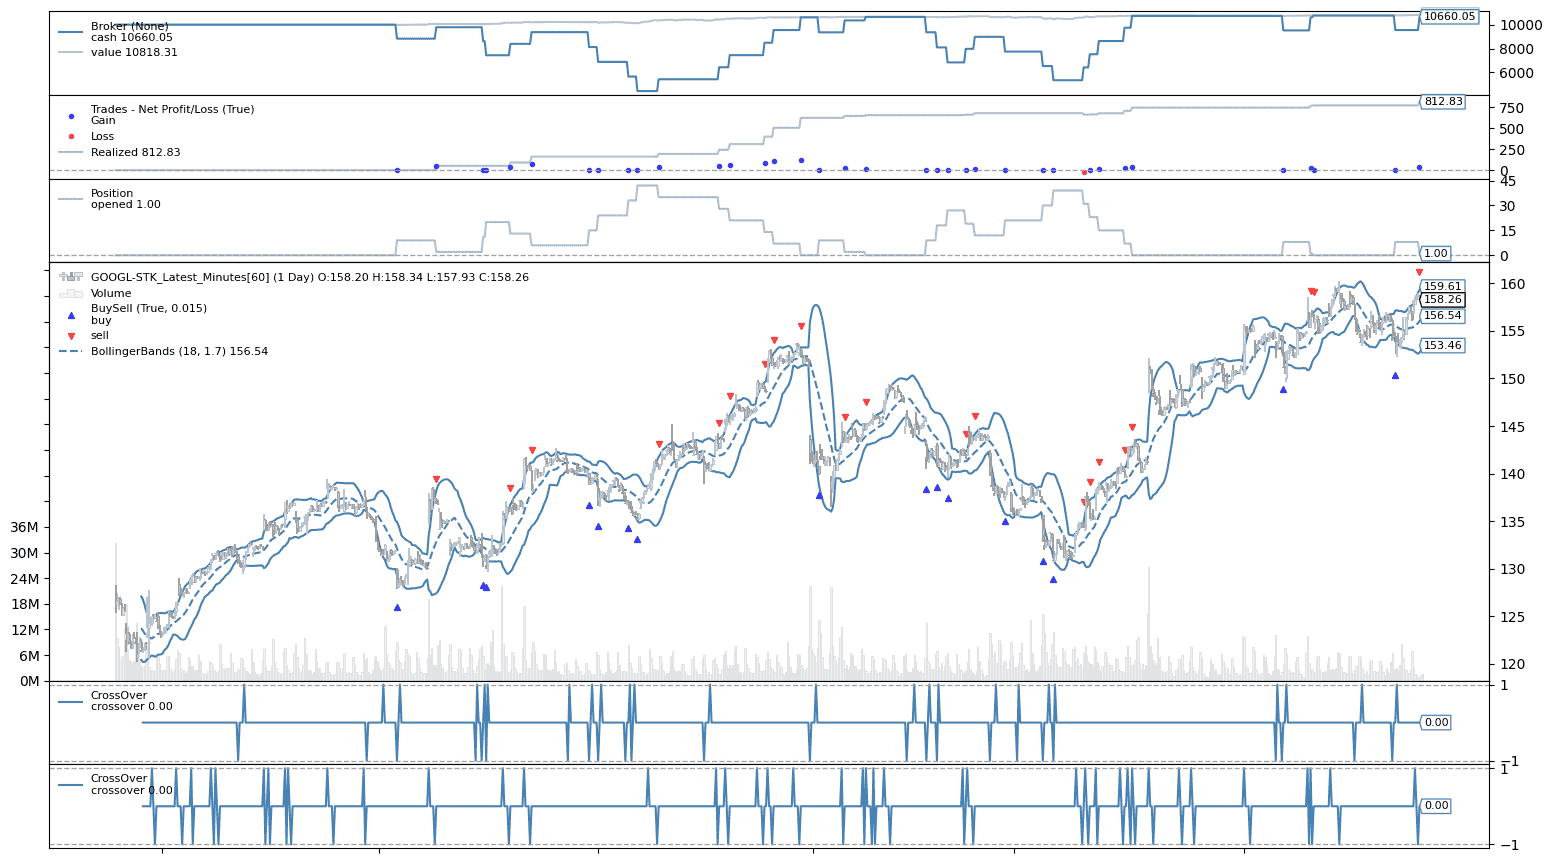 Broker (None)
cash 10660.05
value 10818.31
10660.05
10000
8000
6000
Trades - Net Profit/Loss (True)
Gain
Loss
Realized 812.83
812.83
750
500
250
0
Position
opened 1.00
45
30
15
0
1.00
GOOGL-STK_Latest_Minutes[60] (1 Day) O:158.20 H:158.34 L:157.93 C:158.26
Volume
BuySell (True, 0.015)
buy
sell
BollingerBands (18, 1.7) 156.54
159.61
158.26
156.54
153.46
160
155
150
145
140
135
130
125
120
36M
30M
24M
18M
12M
6M
0M
CrossOver
crossover 0.00
1
0.00
−1
CrossOver
crossover 0.00
1
0.00
−1